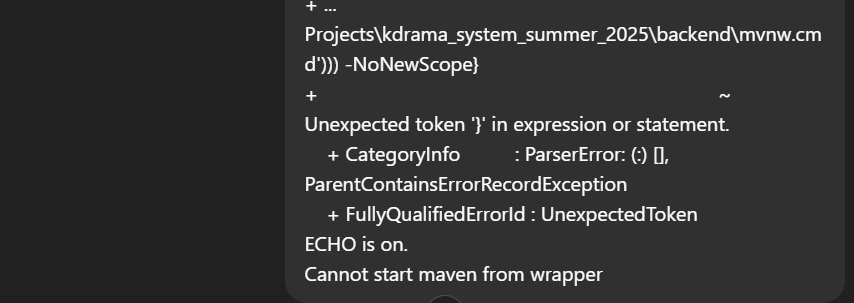 + ...
Projects\kdrama_system_summer_2025\backend\mvnw.cm
d'))) -NoNewScope}
+ ~
Unexpected token '}' in expression or statement.
+ CategoryInfo : ParserError: (:) [],
ParentContainsErrorRecordException
+ FullyQualifiedErrorId : UnexpectedToken
ECHO is on.
Cannot start maven from wrapper